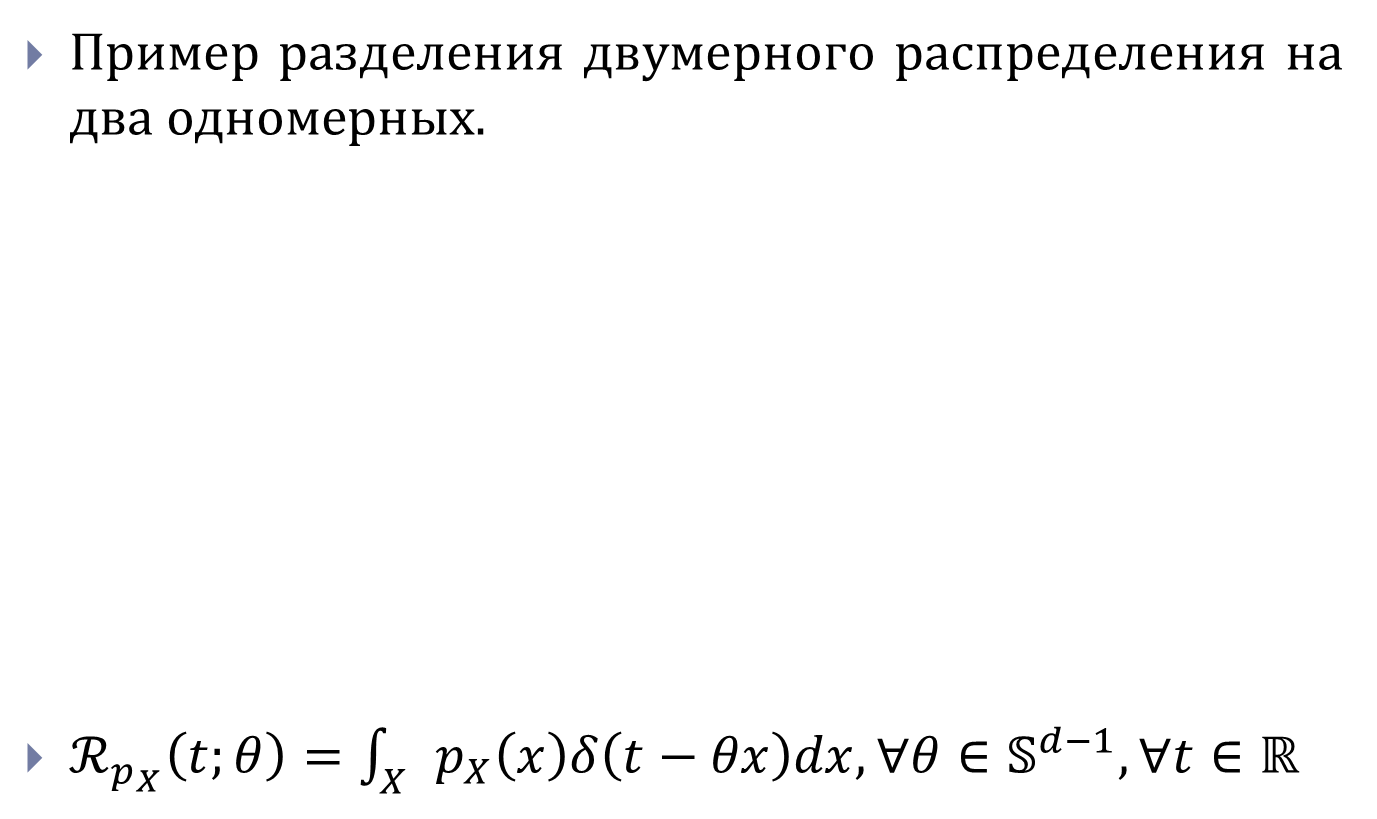 Пример разделения двумерного распределения на
два одномерных.
ℛ_{p_X}(t; θ) = ∫_X p_X(x)δ(t − θx)dx, ∀θ ∈ 𝕊^{d−1}, ∀t ∈ ℝ